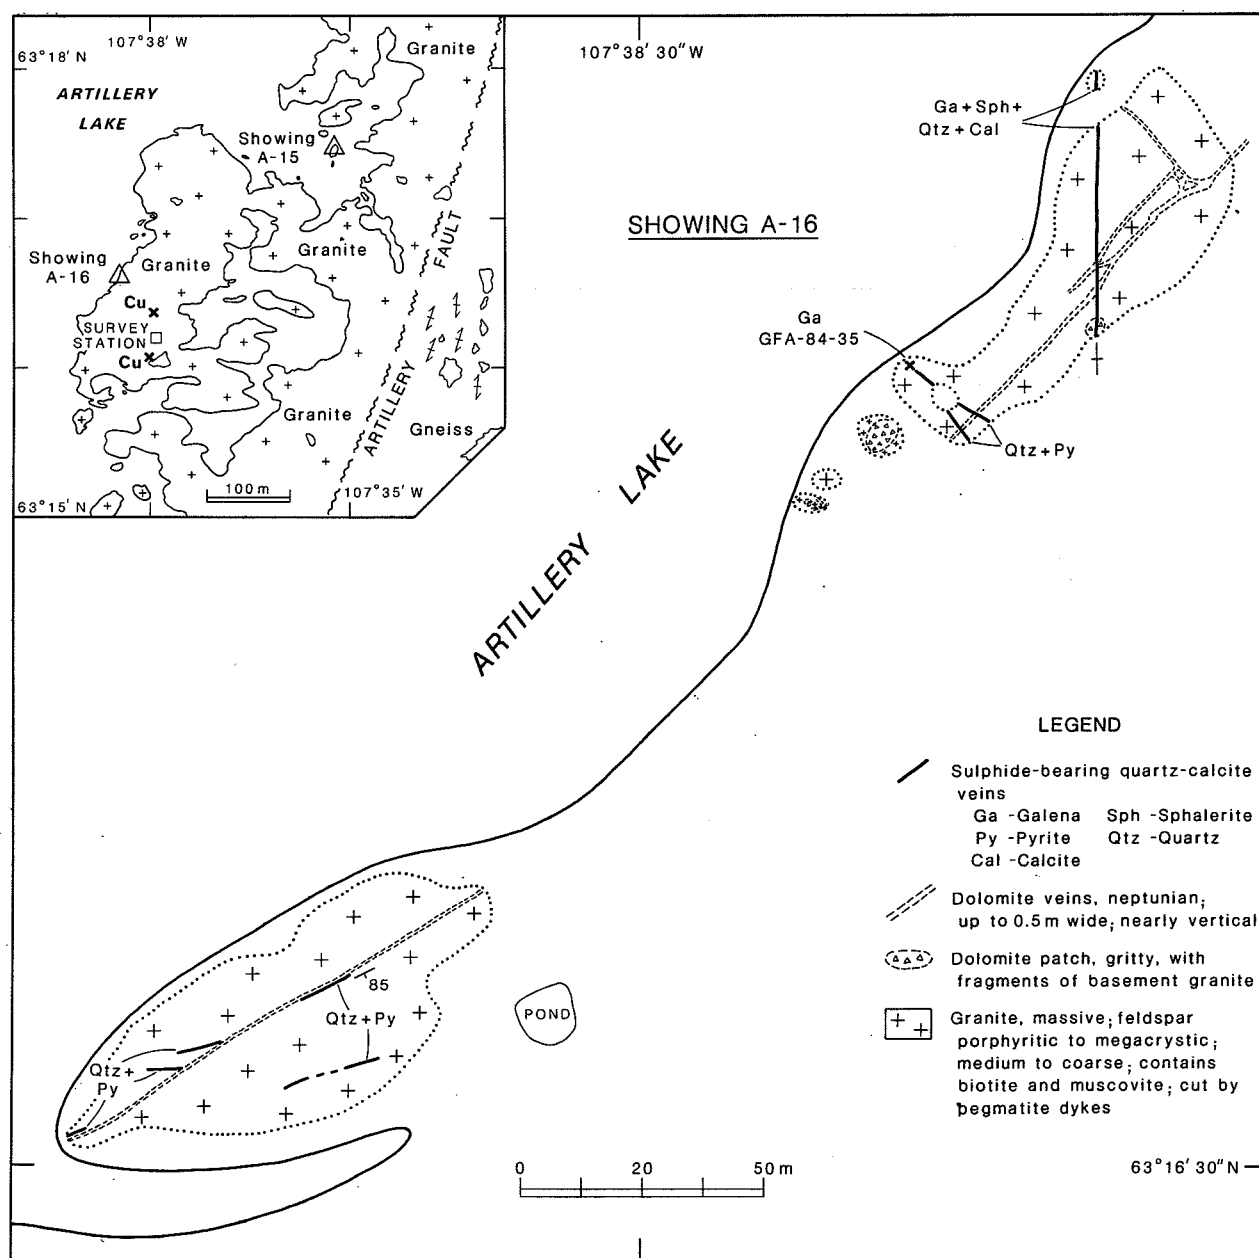 107°38' W
63°18' N
ARTILLERY
LAKE
Granite
Showing
A-15
Showing
A-16
Granite
Granite
Cu
SURVEY
STATION
Cu
FAULT
ARTILLERY
Granite
Gneiss
100 m
107°35' W
63°15' N
107°38' 30"W
Ga+Sph+
Qtz+Cal
SHOWING A-16
Ga
GFA-84-35
Qtz+Py
ARTILLERY LAKE
85
Qtz+Py
Qtz+
Py
POND
LEGEND
Sulphide-bearing quartz-calcite
veins
Ga -Galena Sph -Sphalerite
Py -Pyrite Qtz -Quartz
Cal -Calcite
Dolomite veins, neptunian;
up to 0.5m wide; nearly vertical
Dolomite patch, gritty, with
fragments of basement granite
Granite, massive; feldspar
porphyritic to megacrystic;
medium to coarse; contains
biotite and muscovite; cut by
pegmatite dykes
0 20 50 m
63°16' 30"N